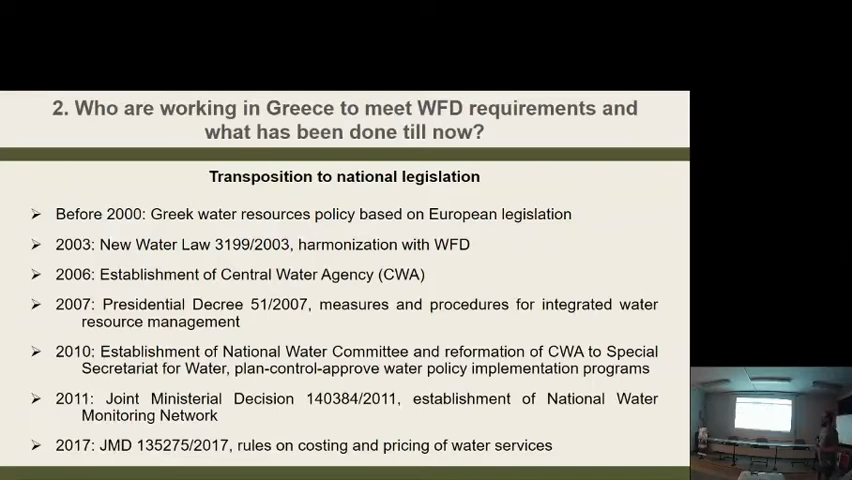 2. Who are working in Greece to meet WFD requirements and
what has been done till now?
Transposition to national legislation
➢ Before 2000: Greek water resources policy based on European legislation
➢ 2003: New Water Law 3199/2003, harmonization with WFD
➢ 2006: Establishment of Central Water Agency (CWA)
➢ 2007: Presidential Decree 51/2007, measures and procedures for integrated water
resource management
➢ 2010: Establishment of National Water Committee and reformation of CWA to Special
Secretariat for Water, plan-control-approve water policy implementation programs
➢ 2011: Joint Ministerial Decision 140384/2011, establishment of National Water
Monitoring Network
➢ 2017: JMD 135275/2017, rules on costing and pricing of water services